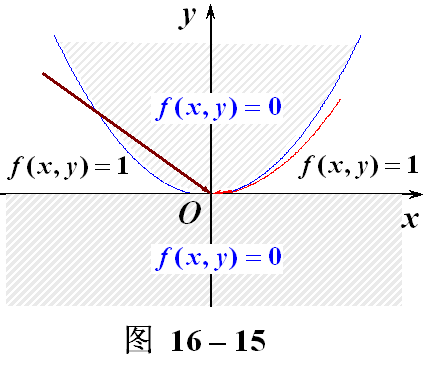 y
f(x, y) = 0
f(x, y) = 1
f(x, y) = 1
O
x
f(x, y) = 0
图 16 – 15